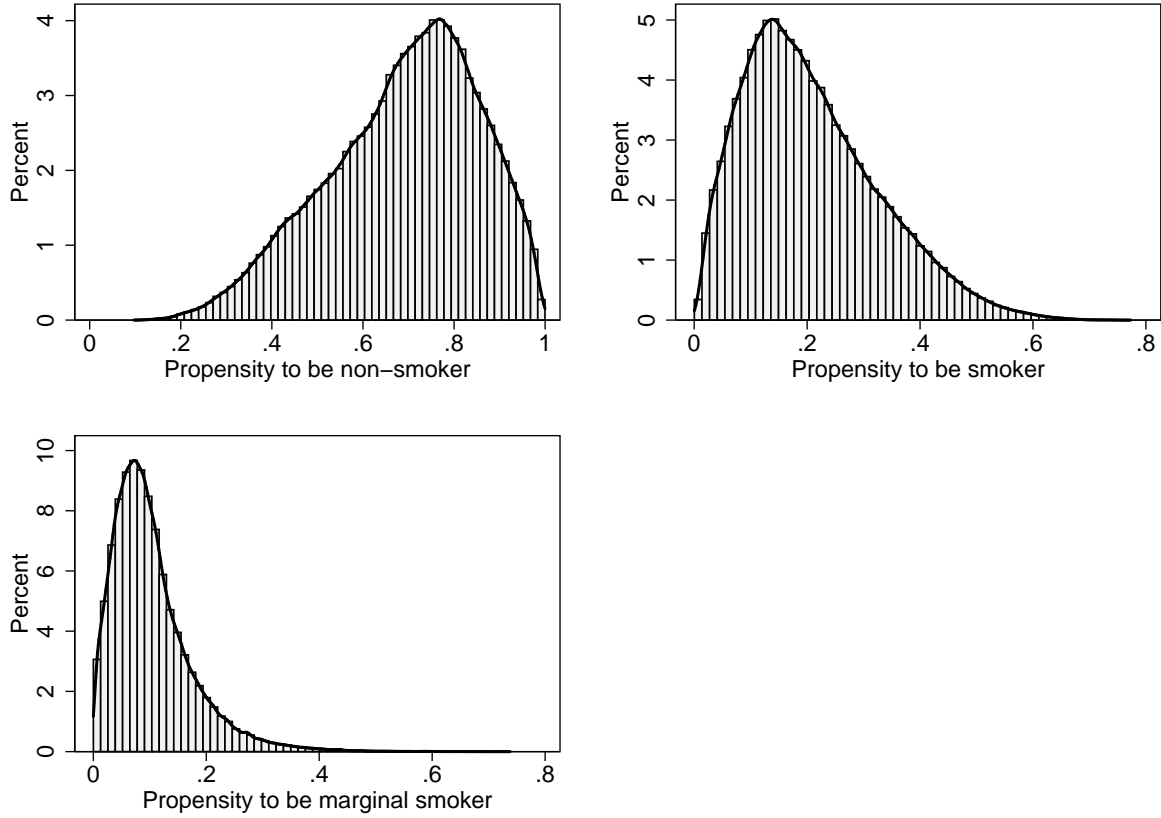 Percent
4
3
2
1
0
0 .2 .4 .6 .8 1
Propensity to be non−smoker
Percent
5
4
3
2
1
0
0 .2 .4 .6 .8
Propensity to be smoker
Percent
10
8
6
4
2
0
0 .2 .4 .6 .8
Propensity to be marginal smoker